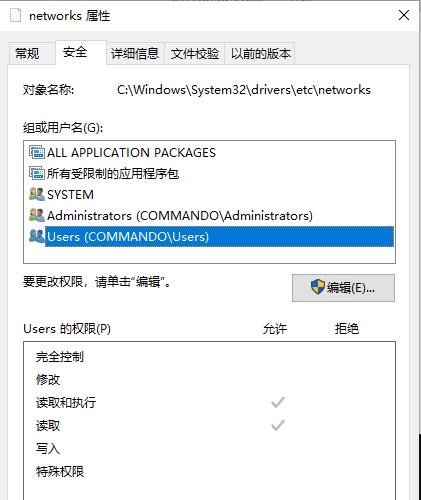 networks 属性
常规 安全 详细信息 文件校验 以前的版本
对象名称: C:\Windows\System32\drivers\etc\networks
组或用户名(G):
ALL APPLICATION PACKAGES
所有受限制的应用程序包
SYSTEM
Administrators (COMMANDO\Administrators)
Users (COMMANDO\Users)
要更改权限，请单击"编辑"。 编辑(E)...
Users 的权限(P) 允许 拒绝
完全控制
修改
读取和执行
读取
写入
特殊权限